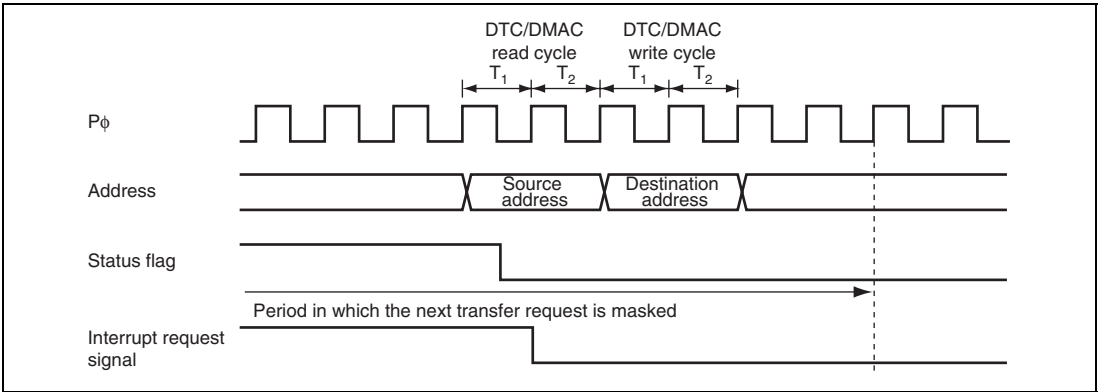 DTC/DMAC DTC/DMAC
read cycle write cycle
T1 T2 T1 T2
Pϕ
Address
Source Destination
address address
Status flag
Period in which the next transfer request is masked
Interrupt request
signal